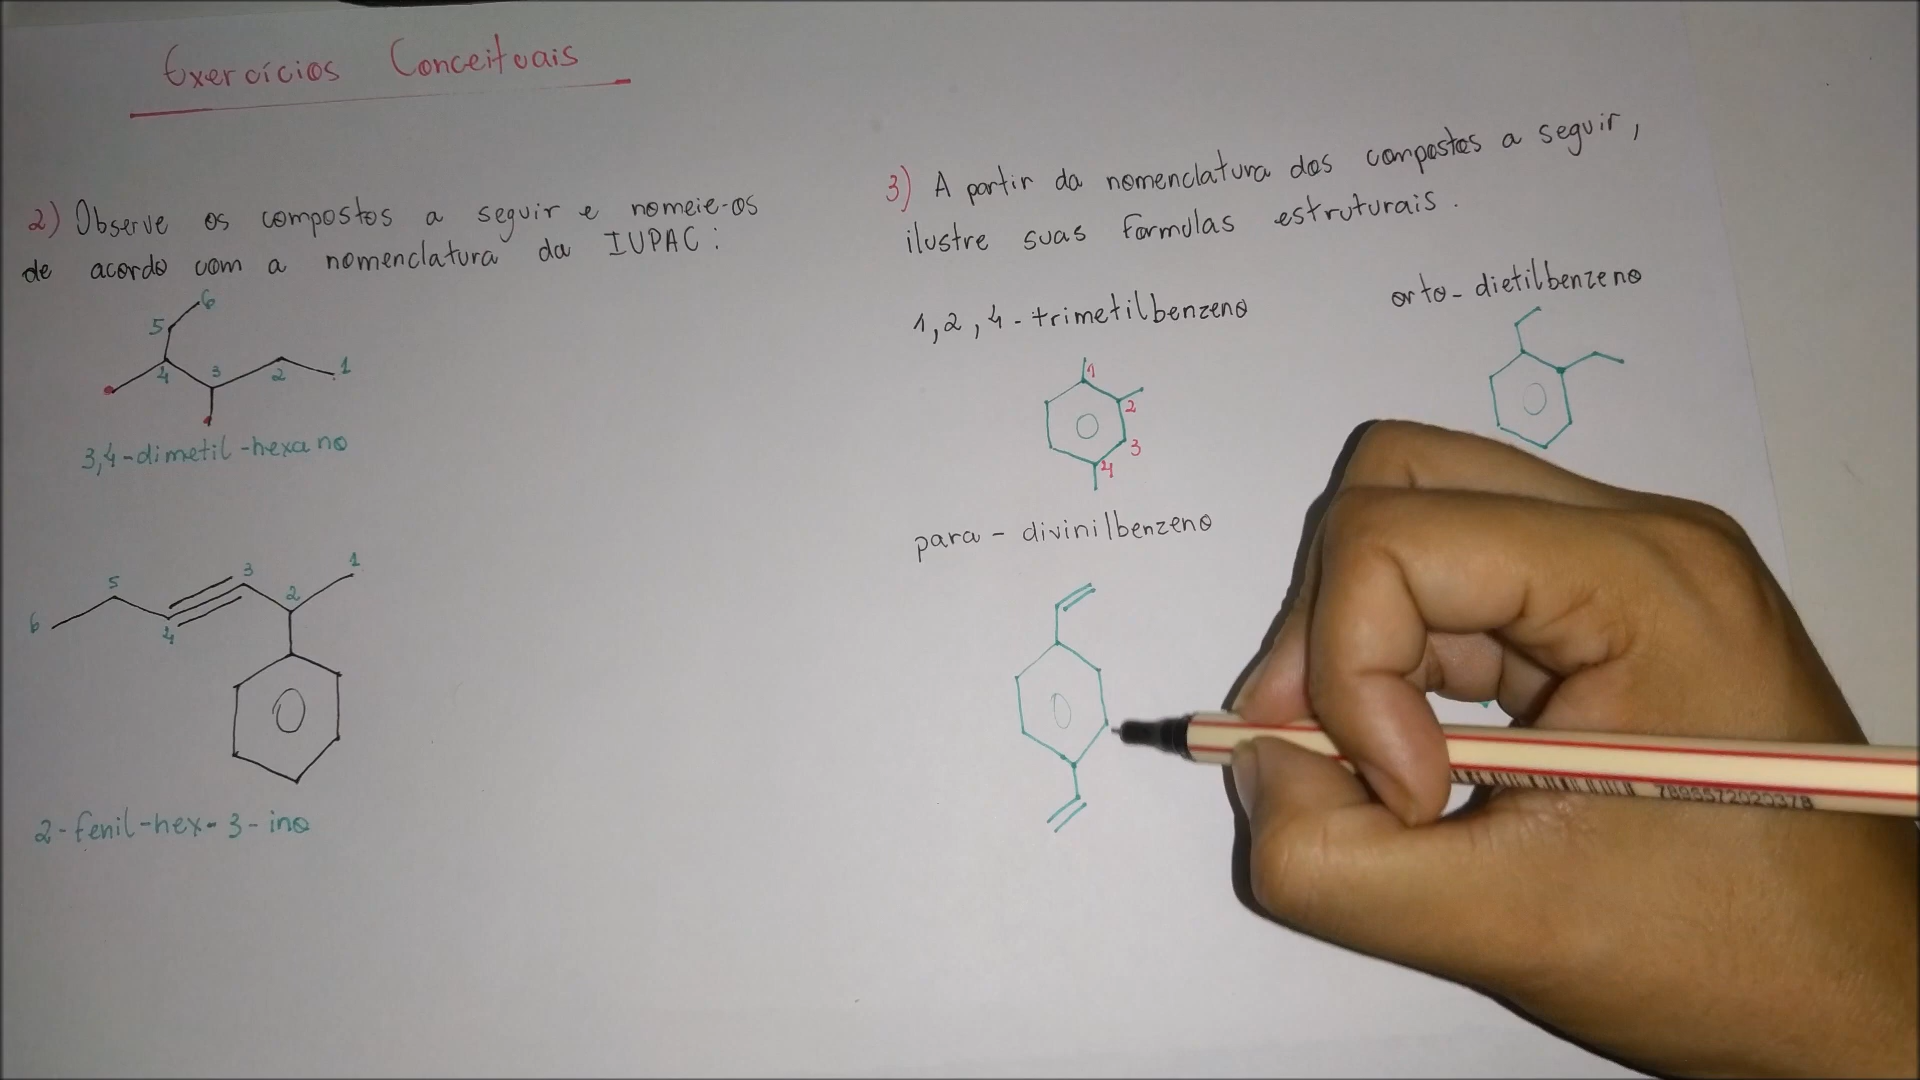 Exercícios Conceituais
2) Observe os compostos a seguir e nomeie-os
de acordo com a nomenclatura da IUPAC:
6
5
4
3
2
1
3,4-dimetil-hexano
6
5
4
3
2
1
2-fenil-hex-3-ino
3) A partir da nomenclatura dos compostos a seguir,
ilustre suas fórmulas estruturais.
1,2,4-trimetilbenzeno
1
2
3
4
orto-dietilbenzeno
para-divinilbenzeno
7895572020378